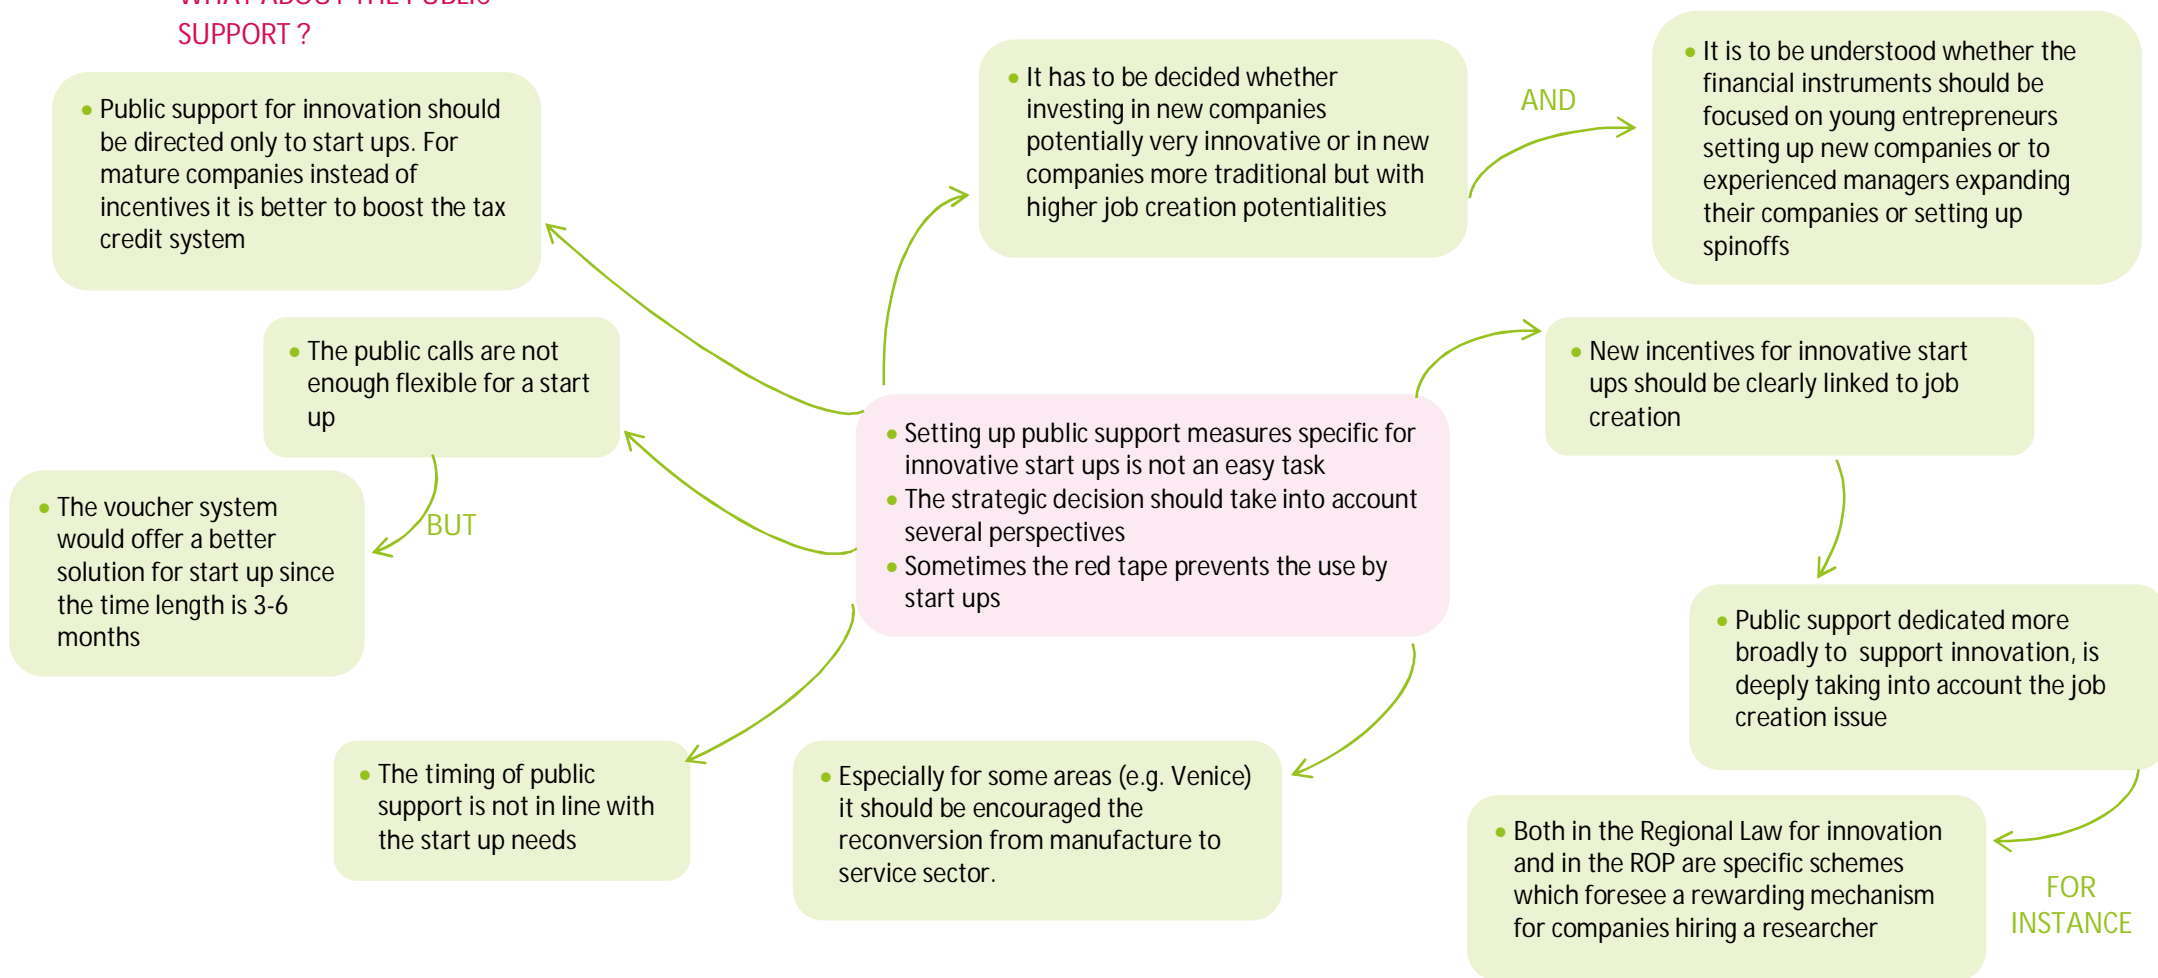 WHAT ABOUT THE PUBLIC
SUPPORT ?
• Public support for innovation should
be directed only to start ups. For
mature companies instead of
incentives it is better to boost the tax
credit system
• It has to be decided whether
investing in new companies
potentially very innovative or in new
companies more traditional but with
higher job creation potentialities
AND
• It is to be understood whether the
financial instruments should be
focused on young entrepreneurs
setting up new companies or to
experienced managers expanding
their companies or setting up
spinoffs
• The public calls are not
enough flexible for a start
up
BUT
• The voucher system
would offer a better
solution for start up since
the time length is 3-6
months
• Setting up public support measures specific for
innovative start ups is not an easy task
• The strategic decision should take into account
several perspectives
• Sometimes the red tape prevents the use by
start ups
• New incentives for innovative start
ups should be clearly linked to job
creation
• Public support dedicated more
broadly to  support innovation, is
deeply taking into account the job
creation issue
• The timing of public
support is not in line with
the start up needs
• Especially for some areas (e.g. Venice)
it should be encouraged the
reconversion from manufacture to
service sector.
• Both in the Regional Law for innovation
and in the ROP are specific schemes
which foresee a rewarding mechanism
for companies hiring a researcher
FOR
INSTANCE